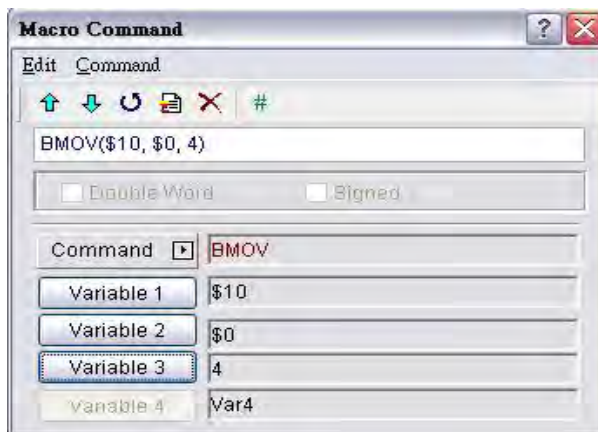 Macro Command
Edit Command
#
BMOV($10, $0, 4)
Double Word Signed
Command BMOV
Variable 1 $10
Variable 2 $0
Variable 3 4
Variable 4 Var4